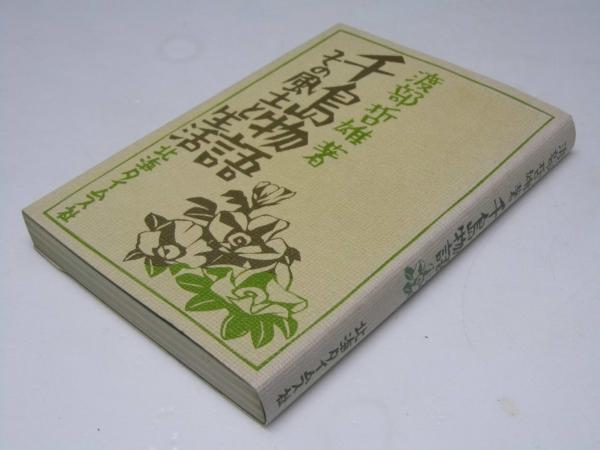 渡部哲雄著
千島物語
その風土と生活
北海タイムス社
渡部哲雄著 千島物語
北海タイムス社